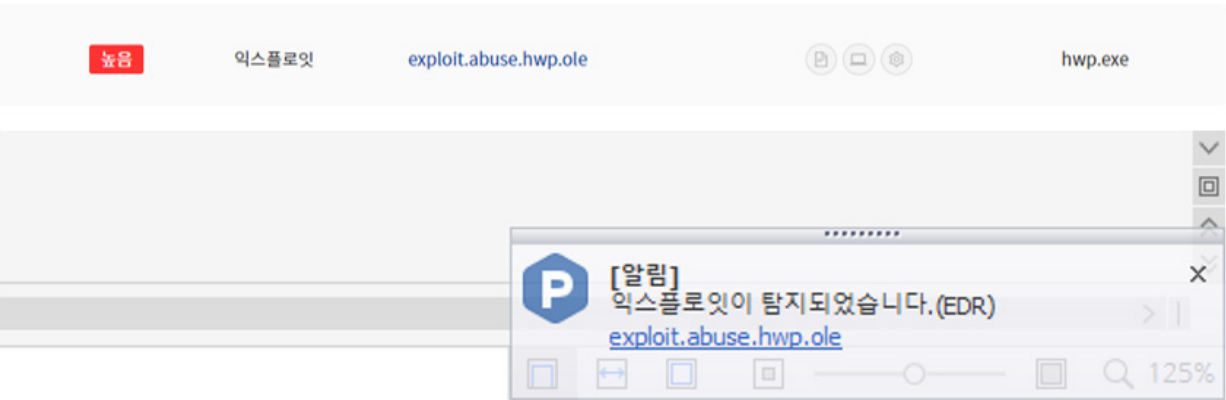 높음 익스플로잇 exploit.abuse.hwp.ole hwp.exe
P
[알림]
익스플로잇이 탐지되었습니다.(EDR)
exploit.abuse.hwp.ole
125%